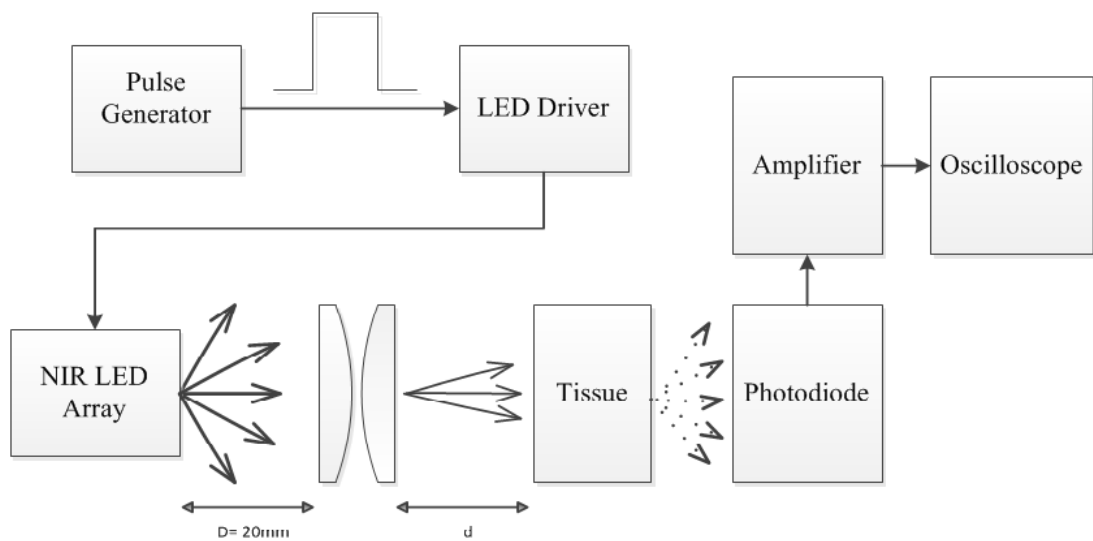 Pulse
Generator
LED Driver
Amplifier
Oscilloscope
NIR LED
Array
Tissue
Photodiode
D= 20mm
d